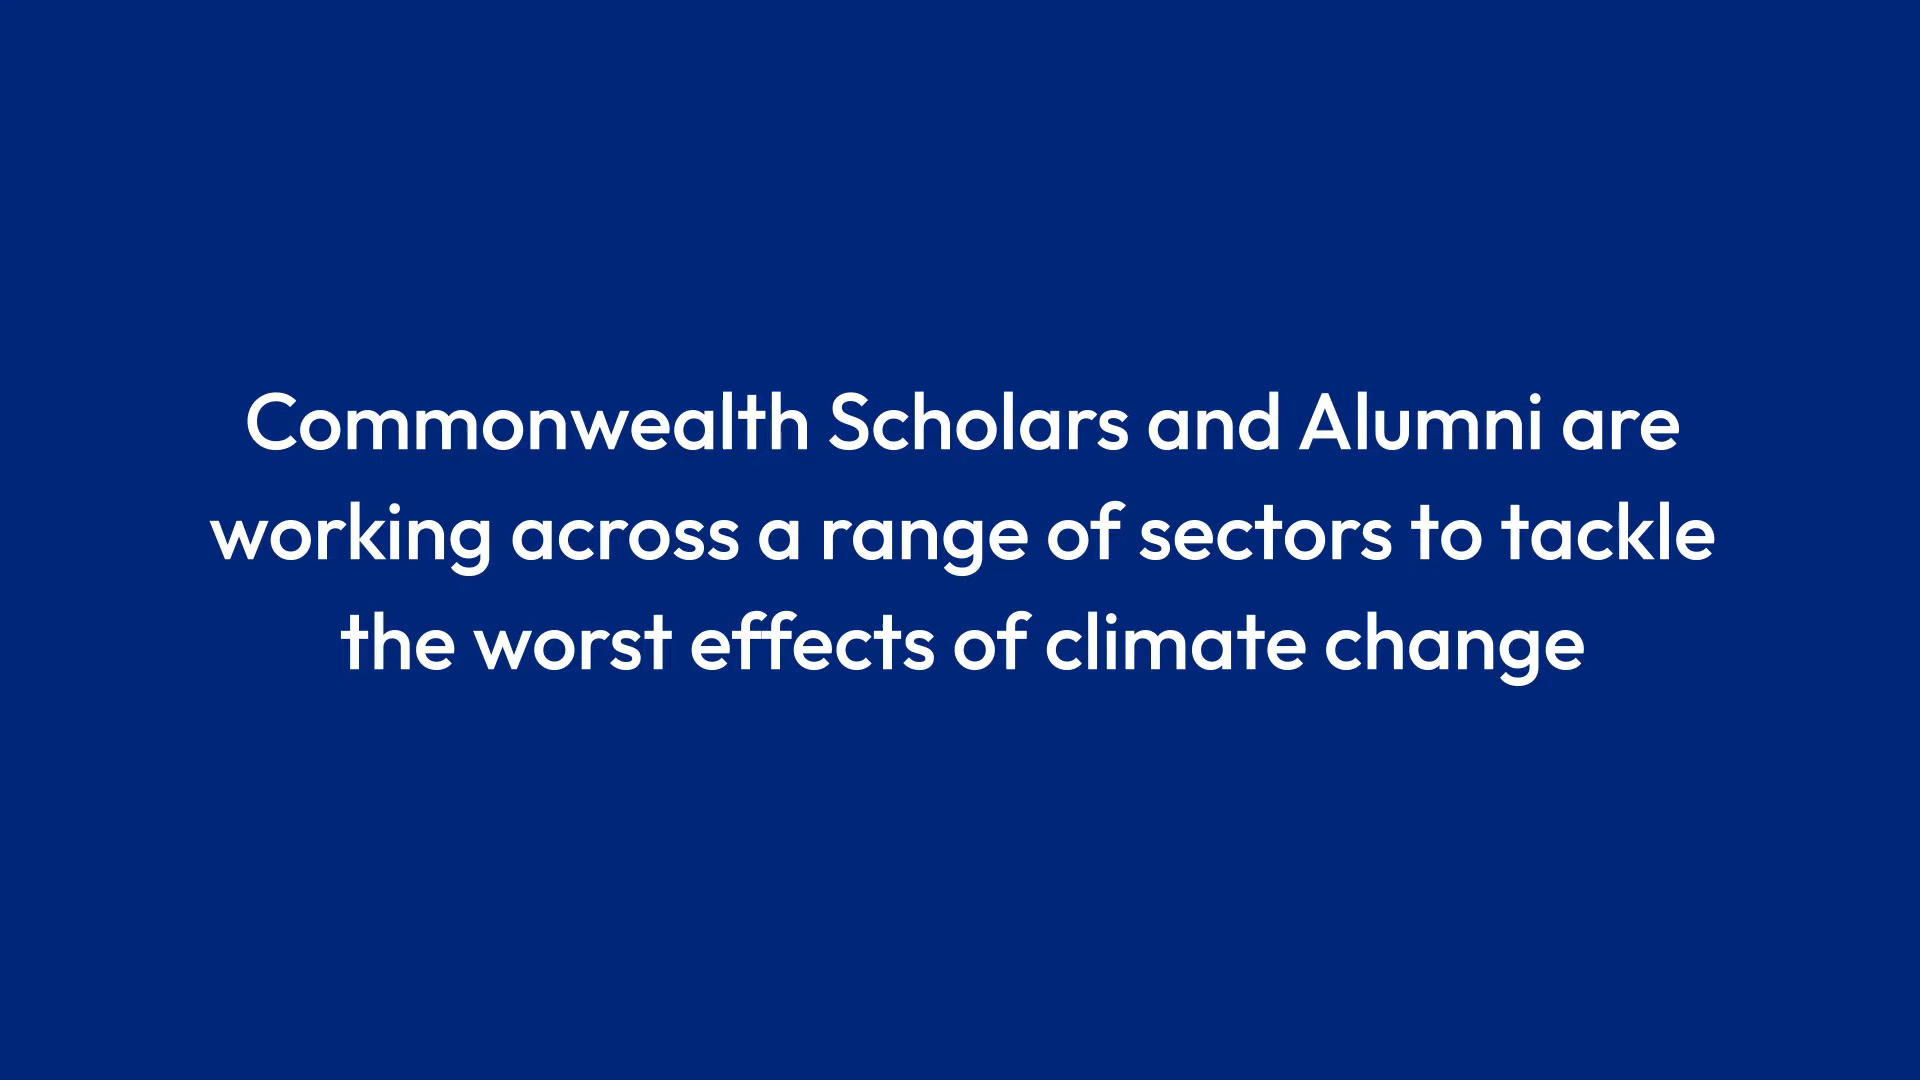 Commonwealth Scholars and Alumni are
working across a range of sectors to tackle
the worst effects of climate change